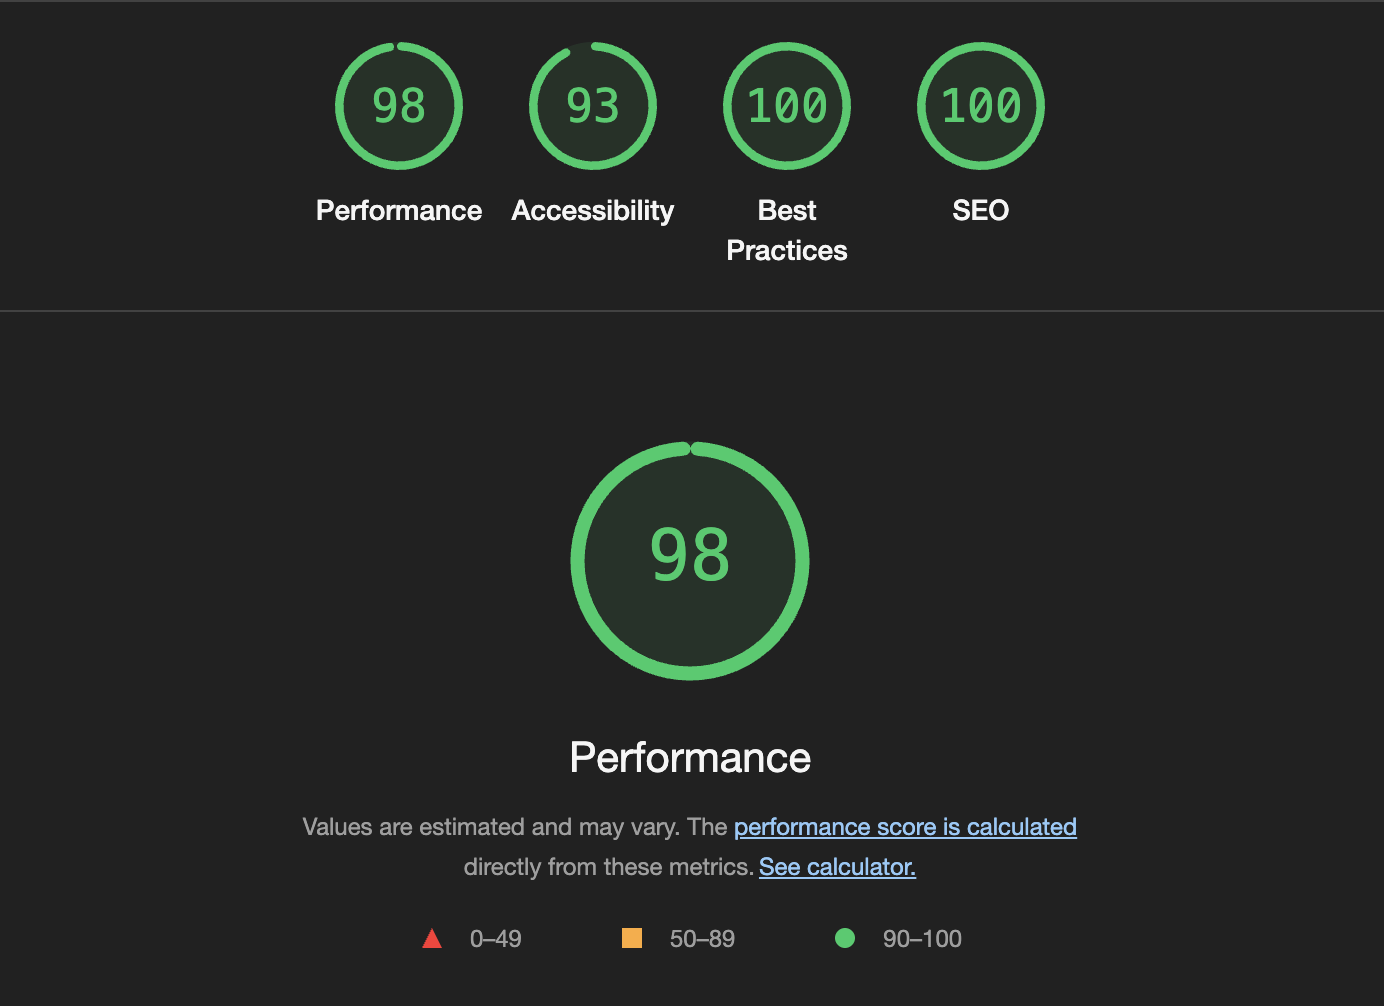 98
93
100
100
Performance
Accessibility
Best
Practices
SEO
98
Performance
Values are estimated and may vary. The performance score is calculated
directly from these metrics. See calculator.
0–49
50–89
90–100